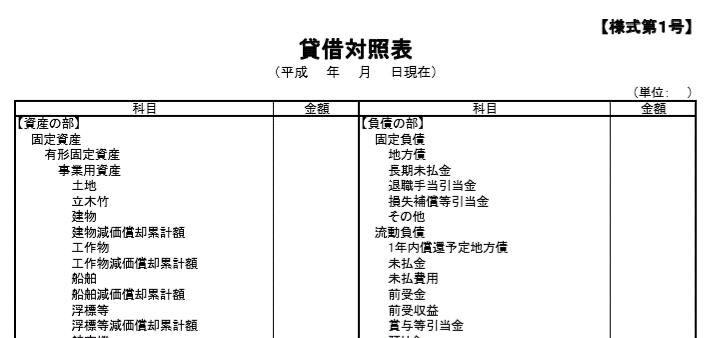 【様式第1号】
貸借対照表
（平成　年　月　日現在）
（単位：　）
科目　金額　科目　金額
【資産の部】　【負債の部】
固定資産　固定負債
有形固定資産　地方債
事業用資産　長期未払金
土地　退職手当引当金
立木竹　損失補償等引当金
建物　その他
建物減価償却累計額　流動負債
工作物　1年内償還予定地方債
工作物減価償却累計額　未払金
船舶　未払費用
船舶減価償却累計額　前受金
浮標等　前受収益
浮標等減価償却累計額　賞与等引当金